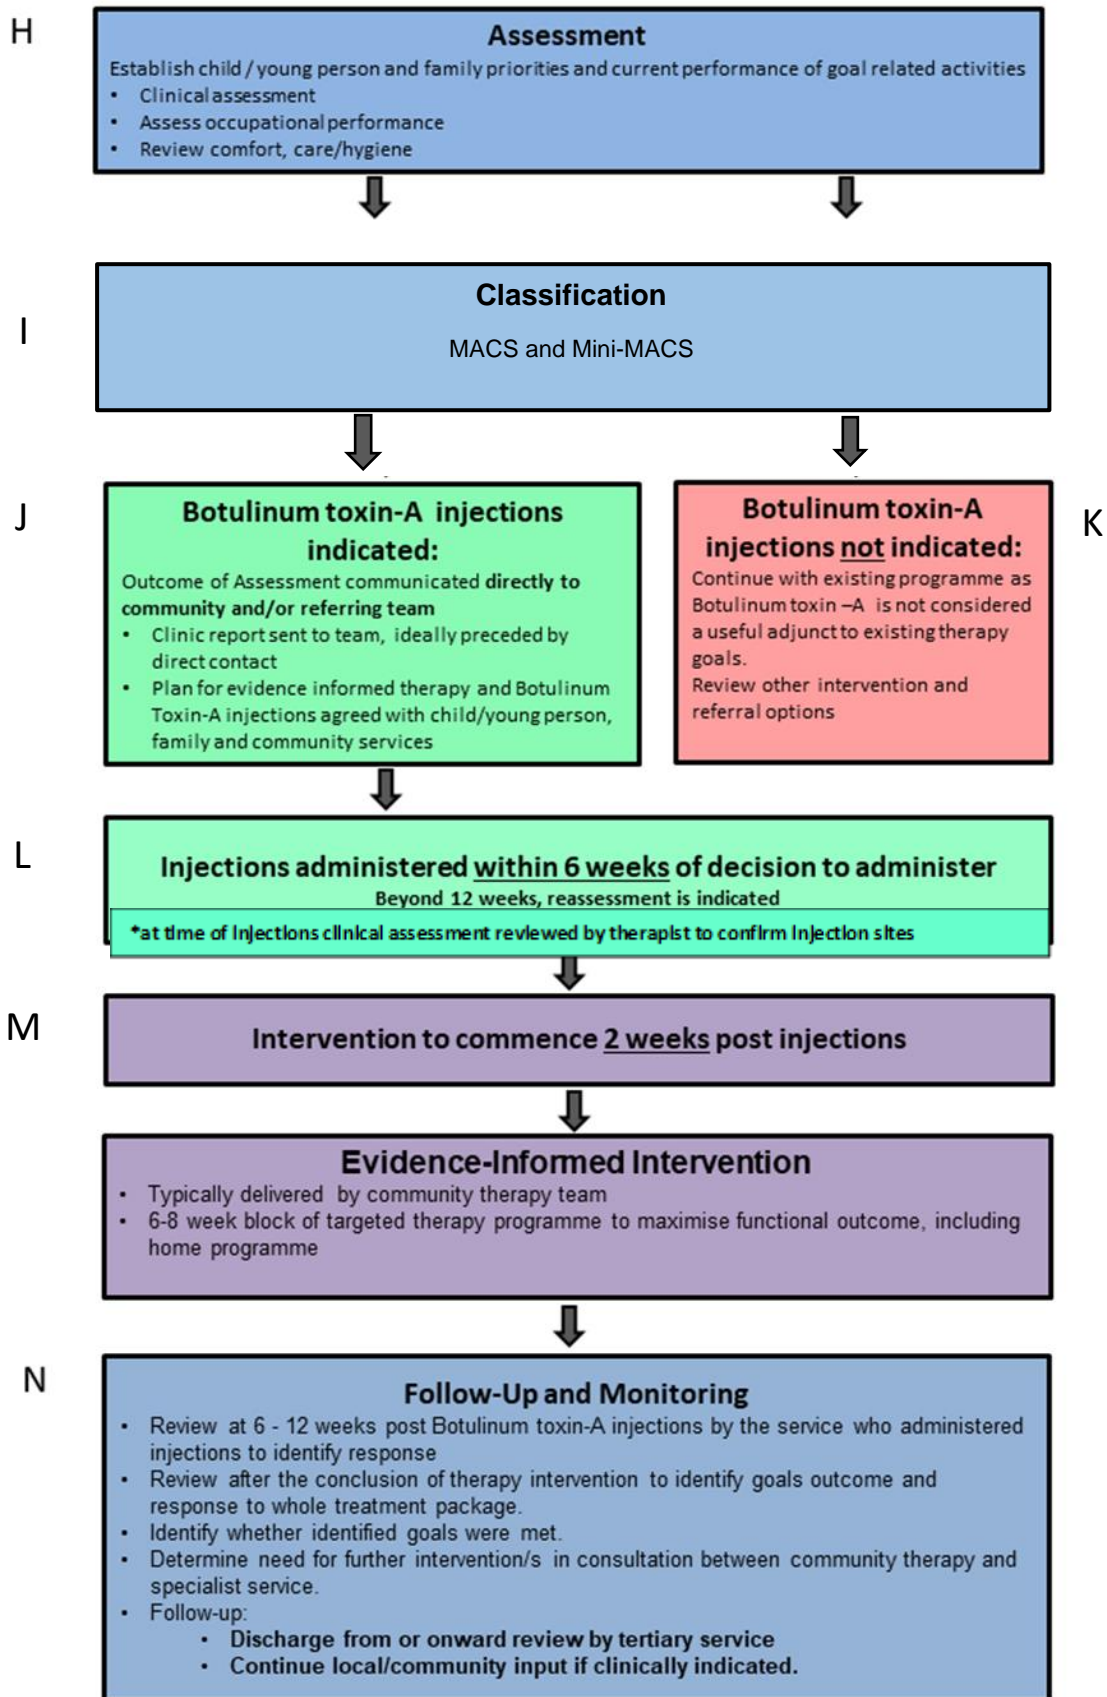 H
Assessment
Establish child / young person and family priorities and current performance of goal related activities
• Clinical assessment
• Assess occupational performance
• Review comfort, care/hygiene
I
Classification
MACS and Mini-MACS
J
Botulinum toxin-A injections
indicated:
Outcome of Assessment communicated directly to
community and/or referring team
• Clinic report sent to team, ideally preceded by
direct contact
• Plan for evidence informed therapy and Botulinum
Toxin-A injections agreed with child/young person,
family and community services
K
Botulinum toxin-A
injections not indicated:
Continue with existing programme as
Botulinum toxin –A is not considered
a useful adjunct to existing therapy
goals.
Review other intervention and
referral options
L
Injections administered within 6 weeks of decision to administer
Beyond 12 weeks, reassessment is indicated
*at time of injections clinical assessment reviewed by therapist to confirm injection sites
M
Intervention to commence 2 weeks post injections
Evidence-Informed Intervention
• Typically delivered by community therapy team
• 6-8 week block of targeted therapy programme to maximise functional outcome, including
home programme
N
Follow-Up and Monitoring
• Review at 6 - 12 weeks post Botulinum toxin-A injections by the service who administered
injections to identify response
• Review after the conclusion of therapy intervention to identify goals outcome and
response to whole treatment package.
• Identify whether identified goals were met.
• Determine need for further intervention/s in consultation between community therapy and
specialist service.
• Follow-up:
• Discharge from or onward review by tertiary service
• Continue local/community input if clinically indicated.